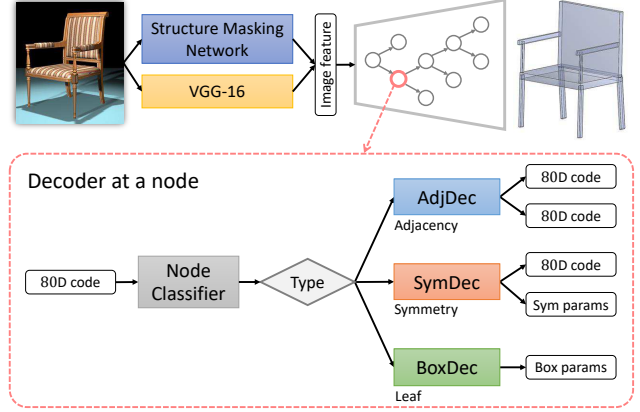 Structure Masking
Network
VGG-16
Image feature
Decoder at a node
80D code
Node
Classifier
Type
AdjDec
Adjacency
80D code
80D code
SymDec
Symmetry
80D code
Sym params
BoxDec
Leaf
Box params